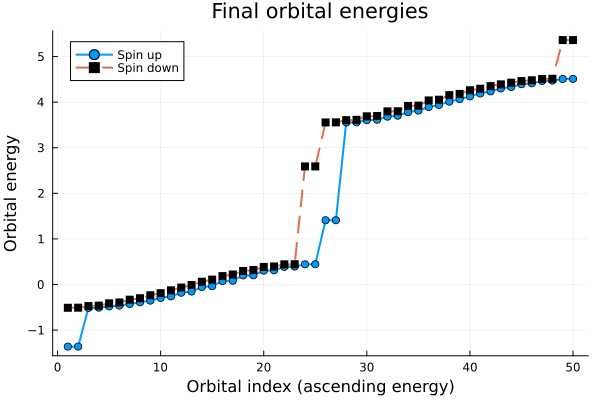 Final orbital energies
Spin up
Spin down
5
4
3
2
1
0
−1
Orbital energy
0
10
20
30
40
50
Orbital index (ascending energy)